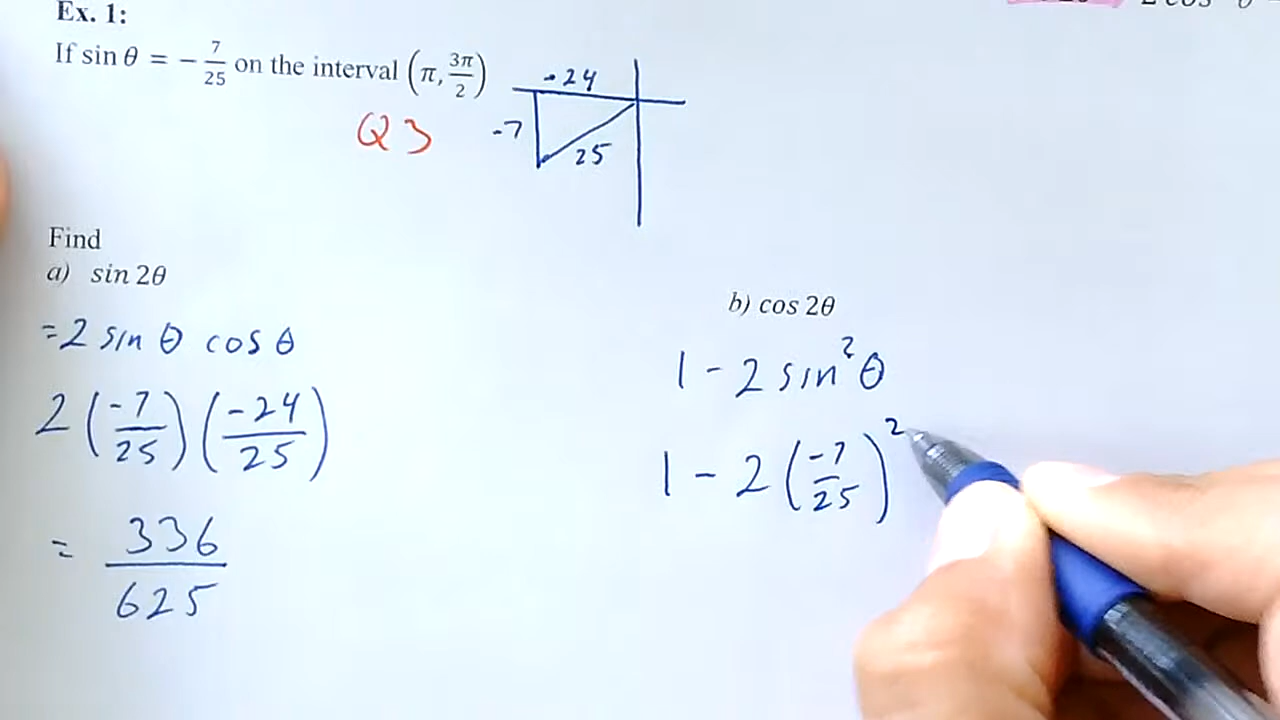 Ex. 1:
If sin θ = −7/25 on the interval (π, 3π/2)
-24
-7
25
Q3
Find
a) sin 2θ
=2 sin θ cos θ
2(-7/25)(-24/25)
= 336/625
b) cos 2θ
1 - 2 sin²θ
1 - 2(-7/25)²